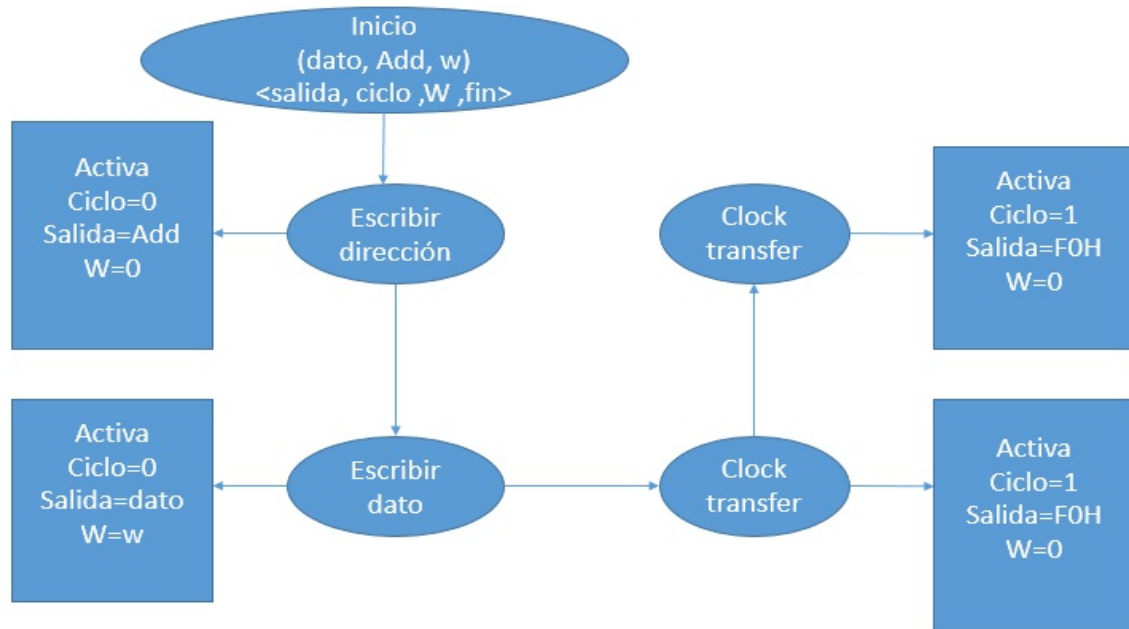 Inicio
(dato, Add, w)
<salida, ciclo ,W ,fin>
Activa
Ciclo=0
Salida=Add
W=0
Escribir
dirección
Clock
transfer
Activa
Ciclo=1
Salida=F0H
W=0
Activa
Ciclo=0
Salida=dato
W=w
Escribir
dato
Clock
transfer
Activa
Ciclo=1
Salida=F0H
W=0